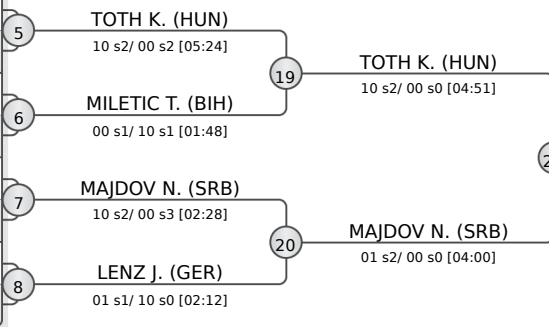 5
TOTH K. (HUN)
10 s2/ 00 s2 [05:24]
19
TOTH K. (HUN)
10 s2/ 00 s0 [04:51]
6
MILETIC T. (BIH)
00 s1/ 10 s1 [01:48]
7
MAJDOV N. (SRB)
10 s2/ 00 s3 [02:28]
20
MAJDOV N. (SRB)
01 s2/ 00 s0 [04:00]
8
LENZ J. (GER)
01 s1/ 10 s0 [02:12]